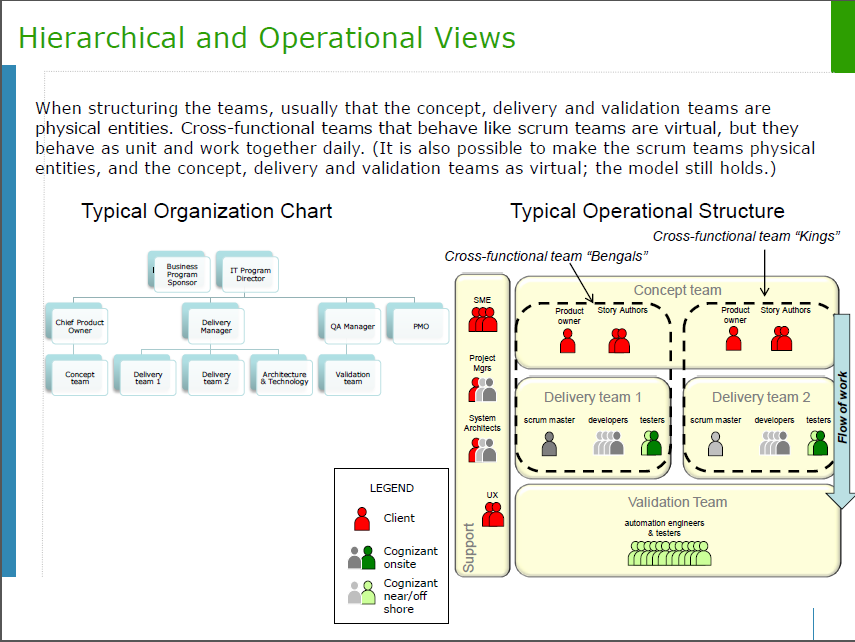 Hierarchical and Operational Views
When structuring the teams, usually that the concept, delivery and validation teams are
physical entities. Cross-functional teams that behave like scrum teams are virtual, but they
behave as unit and work together daily. (It is also possible to make the scrum teams physical
entities, and the concept, delivery and validation teams as virtual; the model still holds.)
Typical Organization Chart
Business
Program
Sponsor
IT Program
Director
Chief Product
Owner
Delivery
Manager
QA Manager
PMO
Concept
team
Delivery
team 1
Delivery
team 2
Architecture
& Technology
Validation
team
LEGEND
Client
Cognizant
onsite
Cognizant
near/off
shore
Typical Operational Structure
Cross-functional team “Kings”
Cross-functional team “Bengals”
SME
Project
Mgrs
System
Architects
UX
Support
Concept team
Product
owner
Story Authors
Product
owner
Story Authors
Delivery team 1
scrum master
developers
testers
Delivery team 2
scrum master
developers
testers
Validation Team
automation engineers
& testers
Flow of work